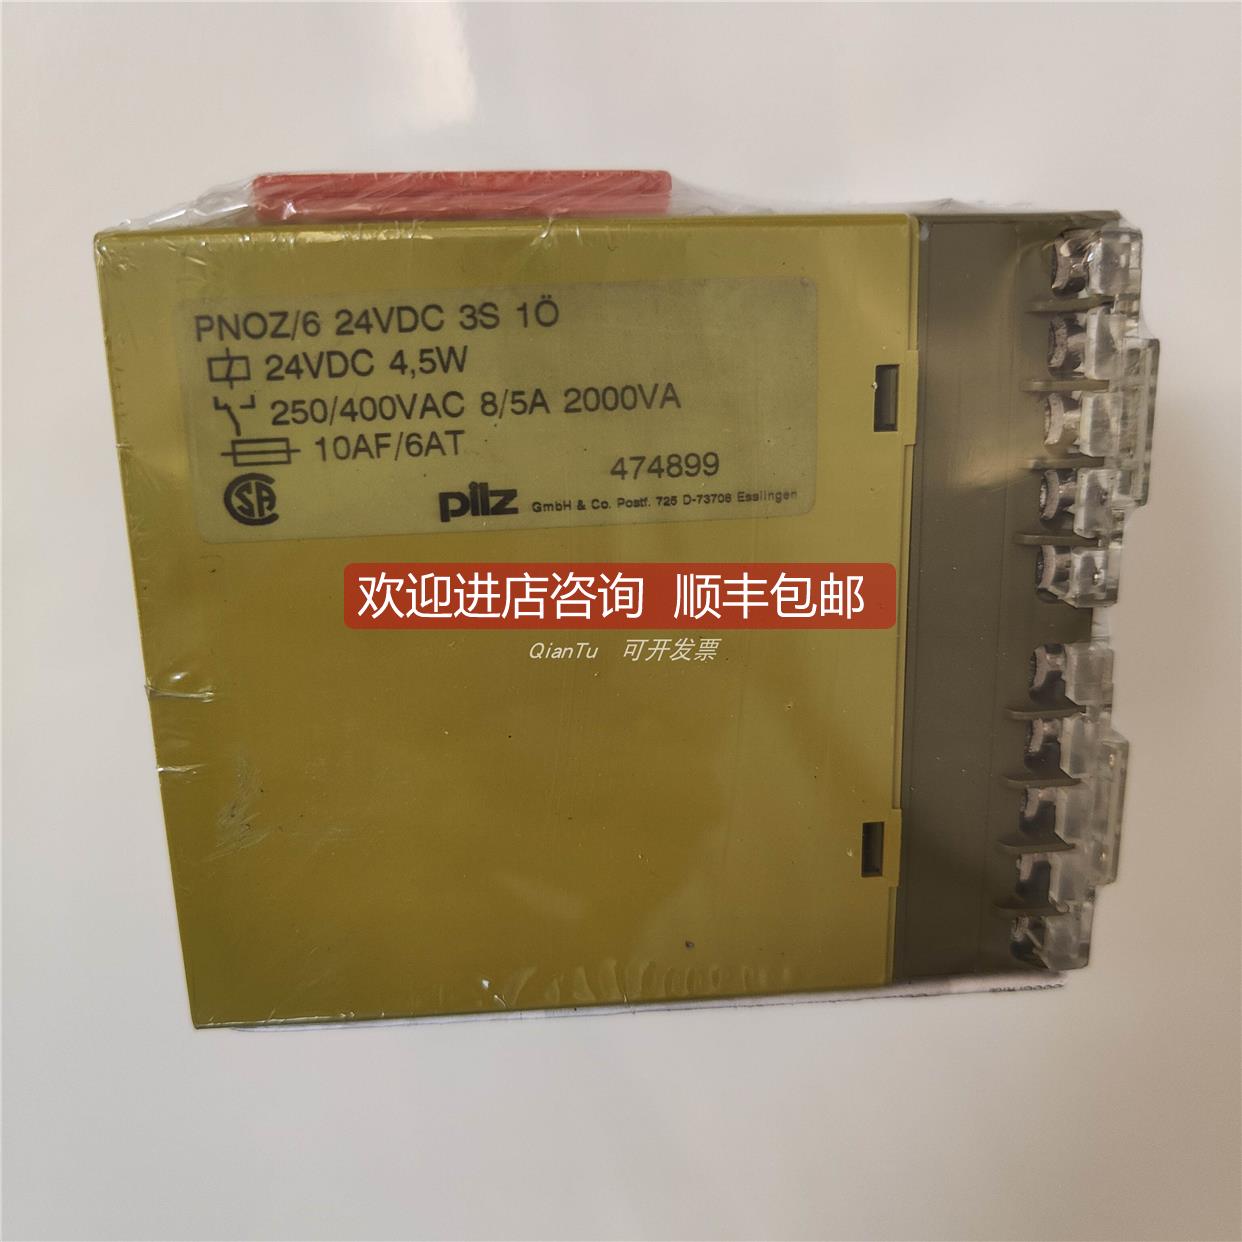 PNOZ/6 24VDC 3S 1Ö
24VDC 4,5W
250/400VAC 8/5A 2000VA
10AF/6AT
474899
CSA
pilz GmbH & Co. Postf. 725 D-73708 Esslingen
欢迎进店咨询 顺丰包邮
QianTu 可开发票